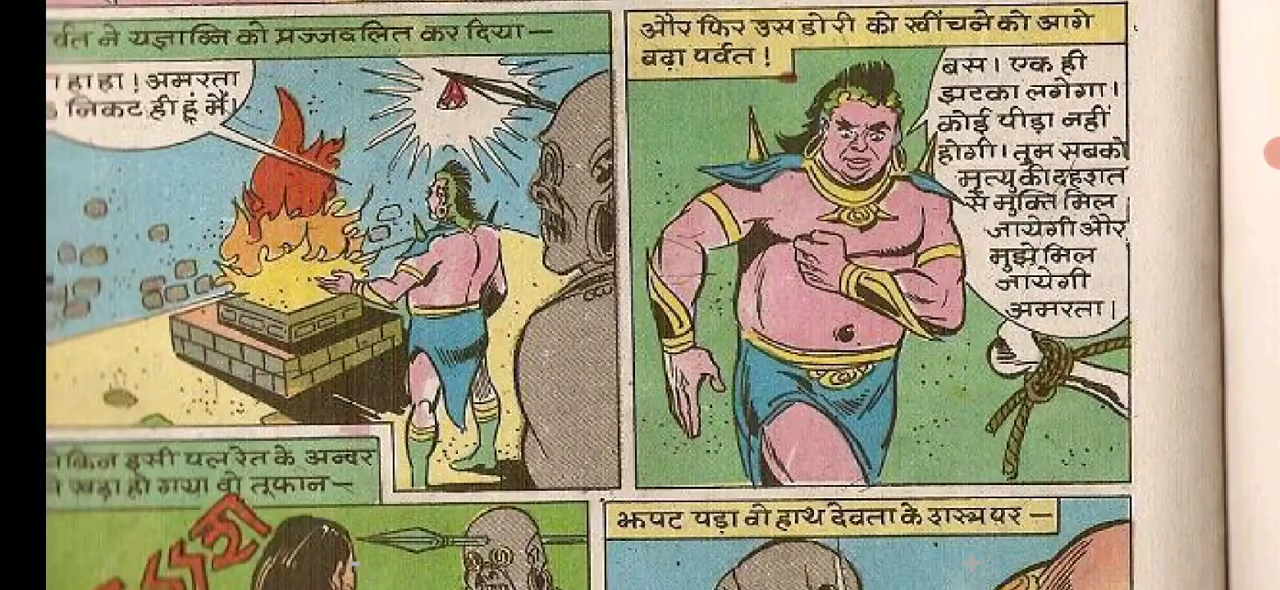 र्वत ने यज्ञाग्नि को प्रज्जवलित कर दिया—
हाहा! अमरता
निकट ही हूं मैं!
और फिर उस डोरी को खींचने को आगे
बढ़ा पर्वत!
बस। एक ही
झटका लगेगा।
कोई पीड़ा नहीं
होगी। तुम सबको
मृत्यु की दहशत
से मुक्ति मिल
जायेगी और
मुझे मिल
जायेगी
अमरता।
इसी पल रेत के अन्दर
खड़ा हो गया वो तूफान—
झपट पड़ा वो हाथ देवता के शस्त्र पर—